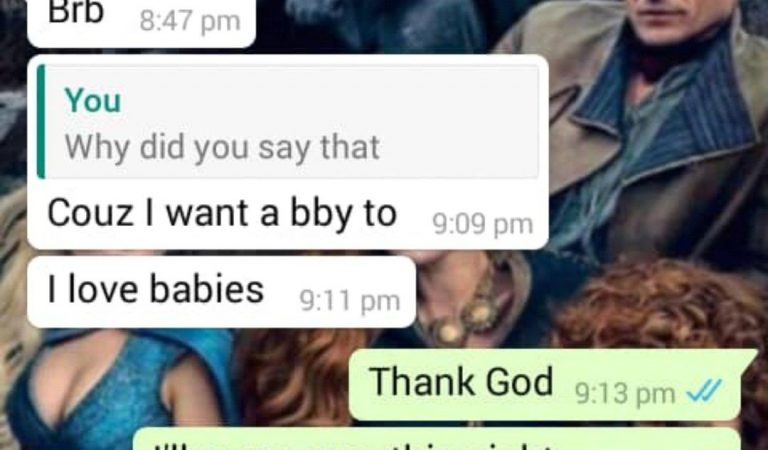 Brb 8:47 pm
You
Why did you say that
Couz I want a bby to 9:09 pm
I love babies 9:11 pm
Thank God 9:13 pm